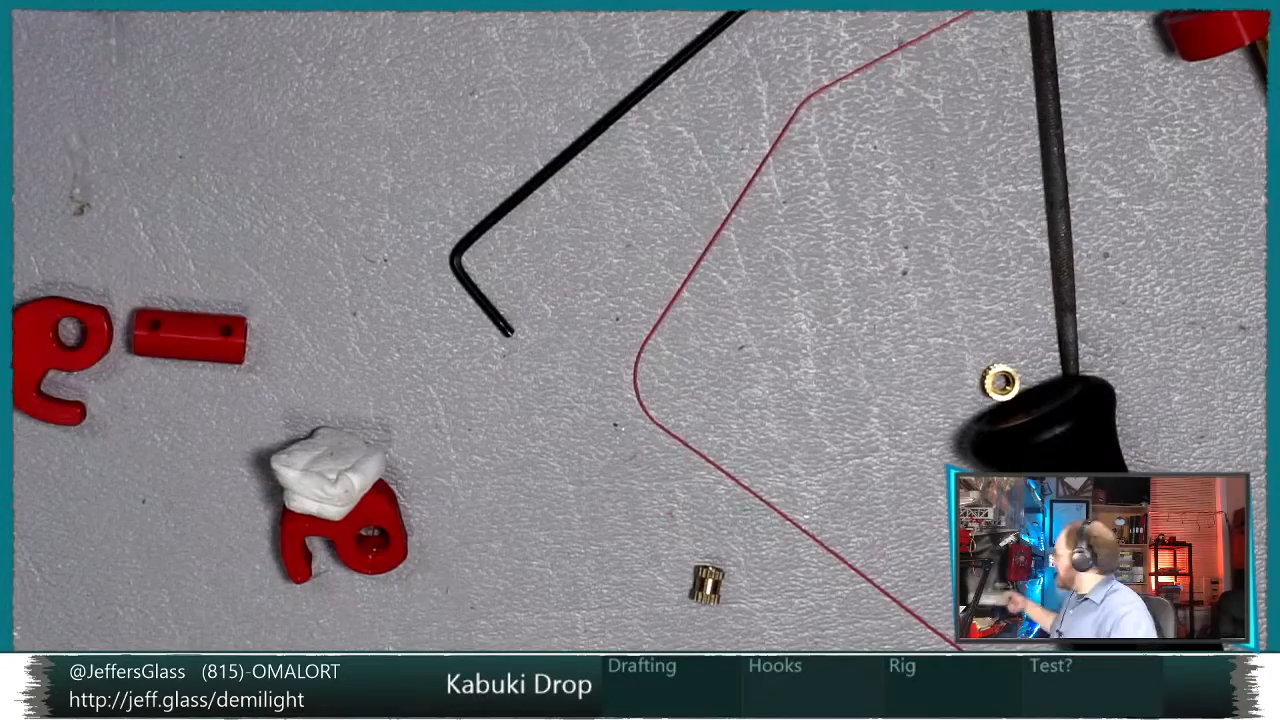 @JeffersGlass (815)-OMALORT
http://jeff.glass/demilight
Kabuki Drop
Drafting
Hooks
Rig
Test?